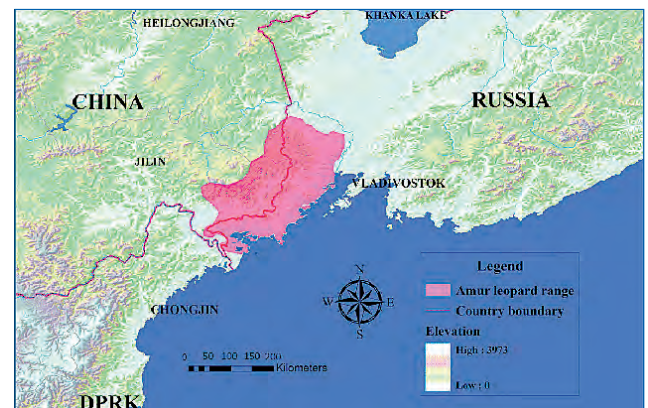 HEILONGJIANG
KHANKA LAKE
CHINA
RUSSIA
JILIN
VLADIVOSTOK
CHONGJIN
DPRK
N
W E
S
0 50 100 150 200
Kilometers
Legend
Amur leopard range
Country boundary
Elevation
High : 3973
Low : 0